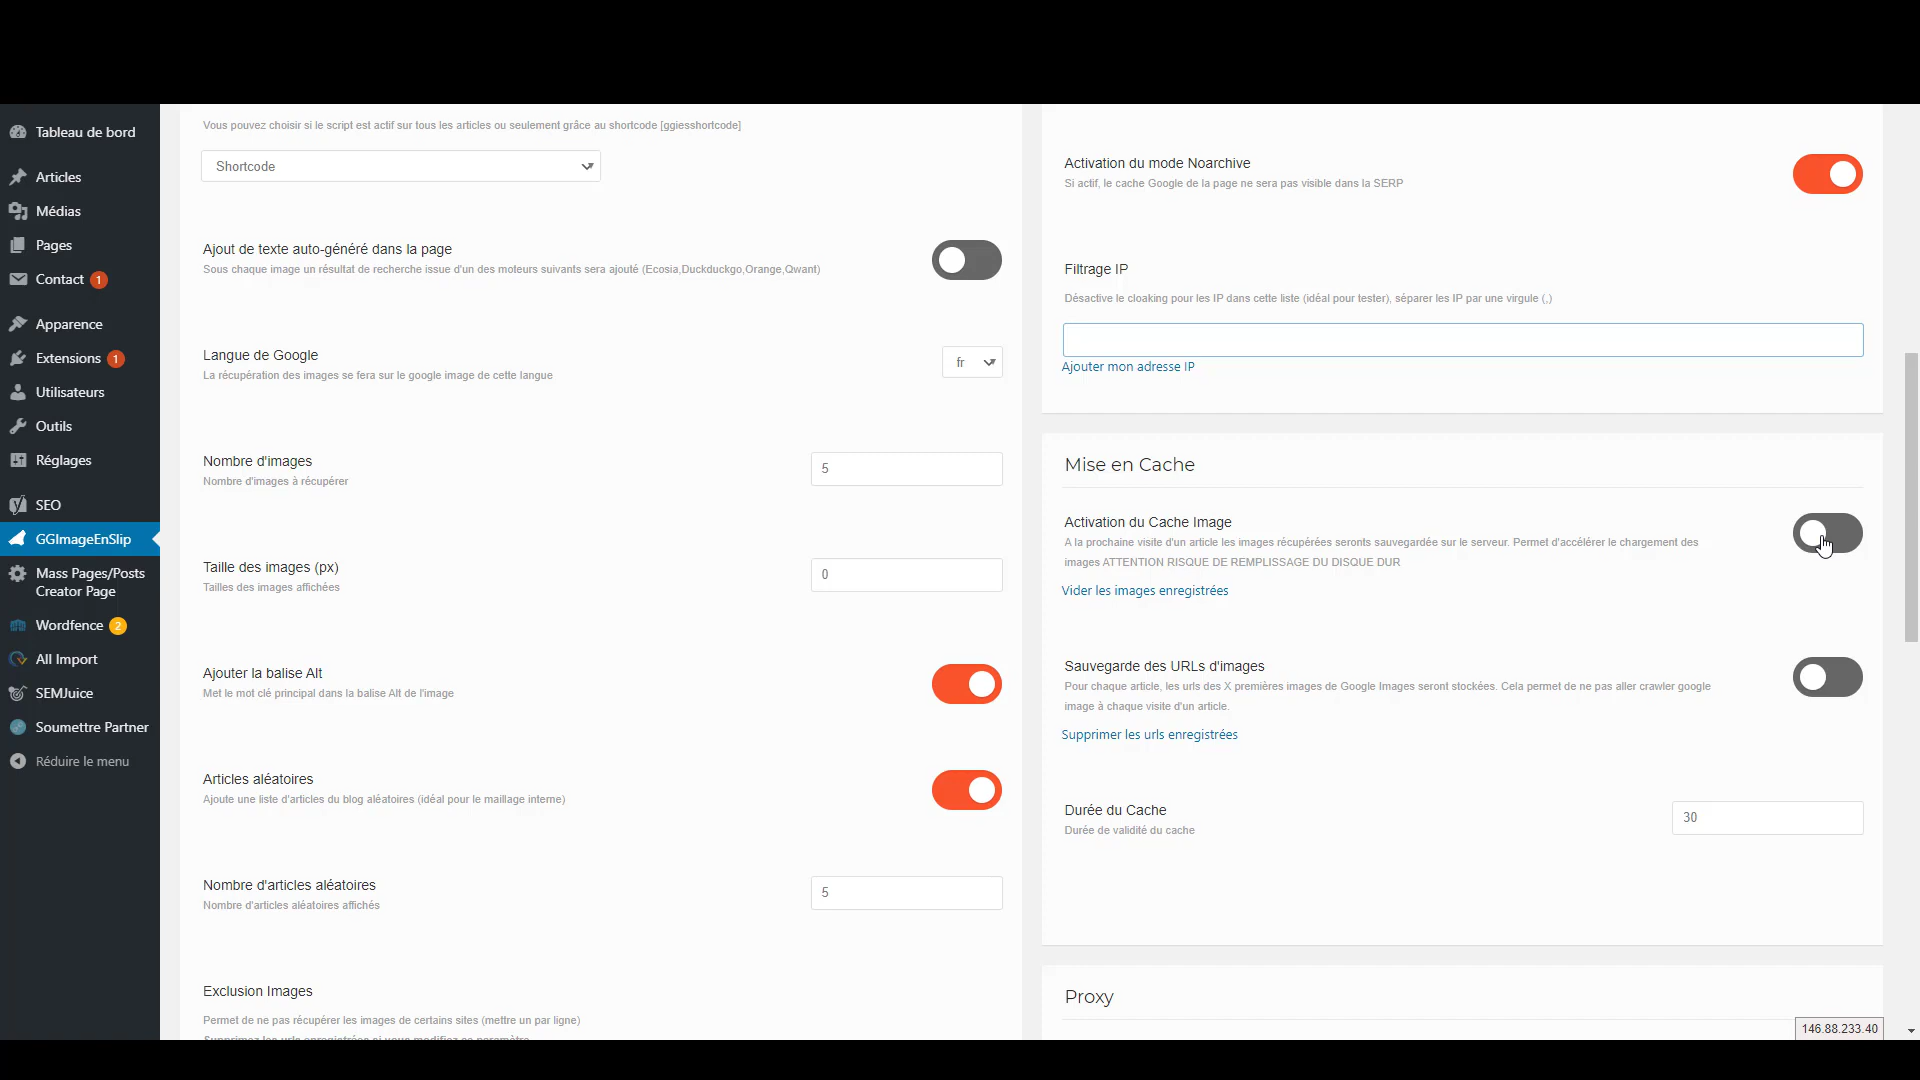 Tableau de bord
Articles
Médias
Pages
Contact 1
Apparence
Extensions 1
Utilisateurs
Outils
Réglages
SEO
GGImageEnSlip
Mass Pages/Posts
Creator Page
Wordfence 2
All Import
SEMJuice
Soumettre Partner
Réduire le menu
Vous pouvez choisir si le script est actif sur tous les articles ou seulement grâce au shortcode [ggiesshortcode]
Shortcode
Ajout de texte auto-généré dans la page
Sous chaque image un résultat de recherche issue d'un des moteurs suivants sera ajouté (Ecosia,Duckduckgo,Orange,Qwant)
Langue de Google
La récupération des images se fera sur le google image de cette langue
fr
Nombre d'images
Nombre d'images à récupérer
5
Taille des images (px)
Tailles des images affichées
0
Ajouter la balise Alt
Met le mot clé principal dans la balise Alt de l'image
Articles aléatoires
Ajoute une liste d'articles du blog aléatoires (idéal pour le maillage interne)
Nombre d'articles aléatoires
Nombre d'articles aléatoires affichés
5
Exclusion Images
Permet de ne pas récupérer les images de certains sites (mettre un par ligne)
Supprimez les urls enregistrées si vous modifiez ce paramètre
Activation du mode Noarchive
Si actif, le cache Google de la page ne sera pas visible dans la SERP
Filtrage IP
Désactive le cloaking pour les IP dans cette liste (idéal pour tester), séparer les IP par une virgule (,)
Ajouter mon adresse IP
Mise en Cache
Activation du Cache Image
A la prochaine visite d'un article les images récupérées seronts sauvegardée sur le serveur. Permet d'accélérer le chargement des
images ATTENTION RISQUE DE REMPLISSAGE DU DISQUE DUR
Vider les images enregistrées
Sauvegarde des URLs d'images
Pour chaque article, les urls des X premières images de Google Images seront stockées. Cela permet de ne pas aller crawler google
image à chaque visite d'un article.
Supprimer les urls enregistrées
Durée du Cache
Durée de validité du cache
30
Proxy
146.88.233.40